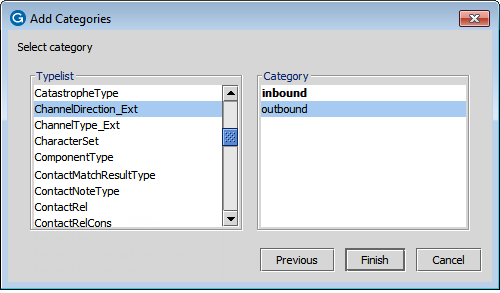 Add Categories
Select category
Typelist
CatastropheType
ChannelDirection_Ext
ChannelType_Ext
CharacterSet
ComponentType
ContactMatchResultType
ContactNoteType
ContactRel
ContactRelCons
Category
inbound
outbound
Previous
Finish
Cancel